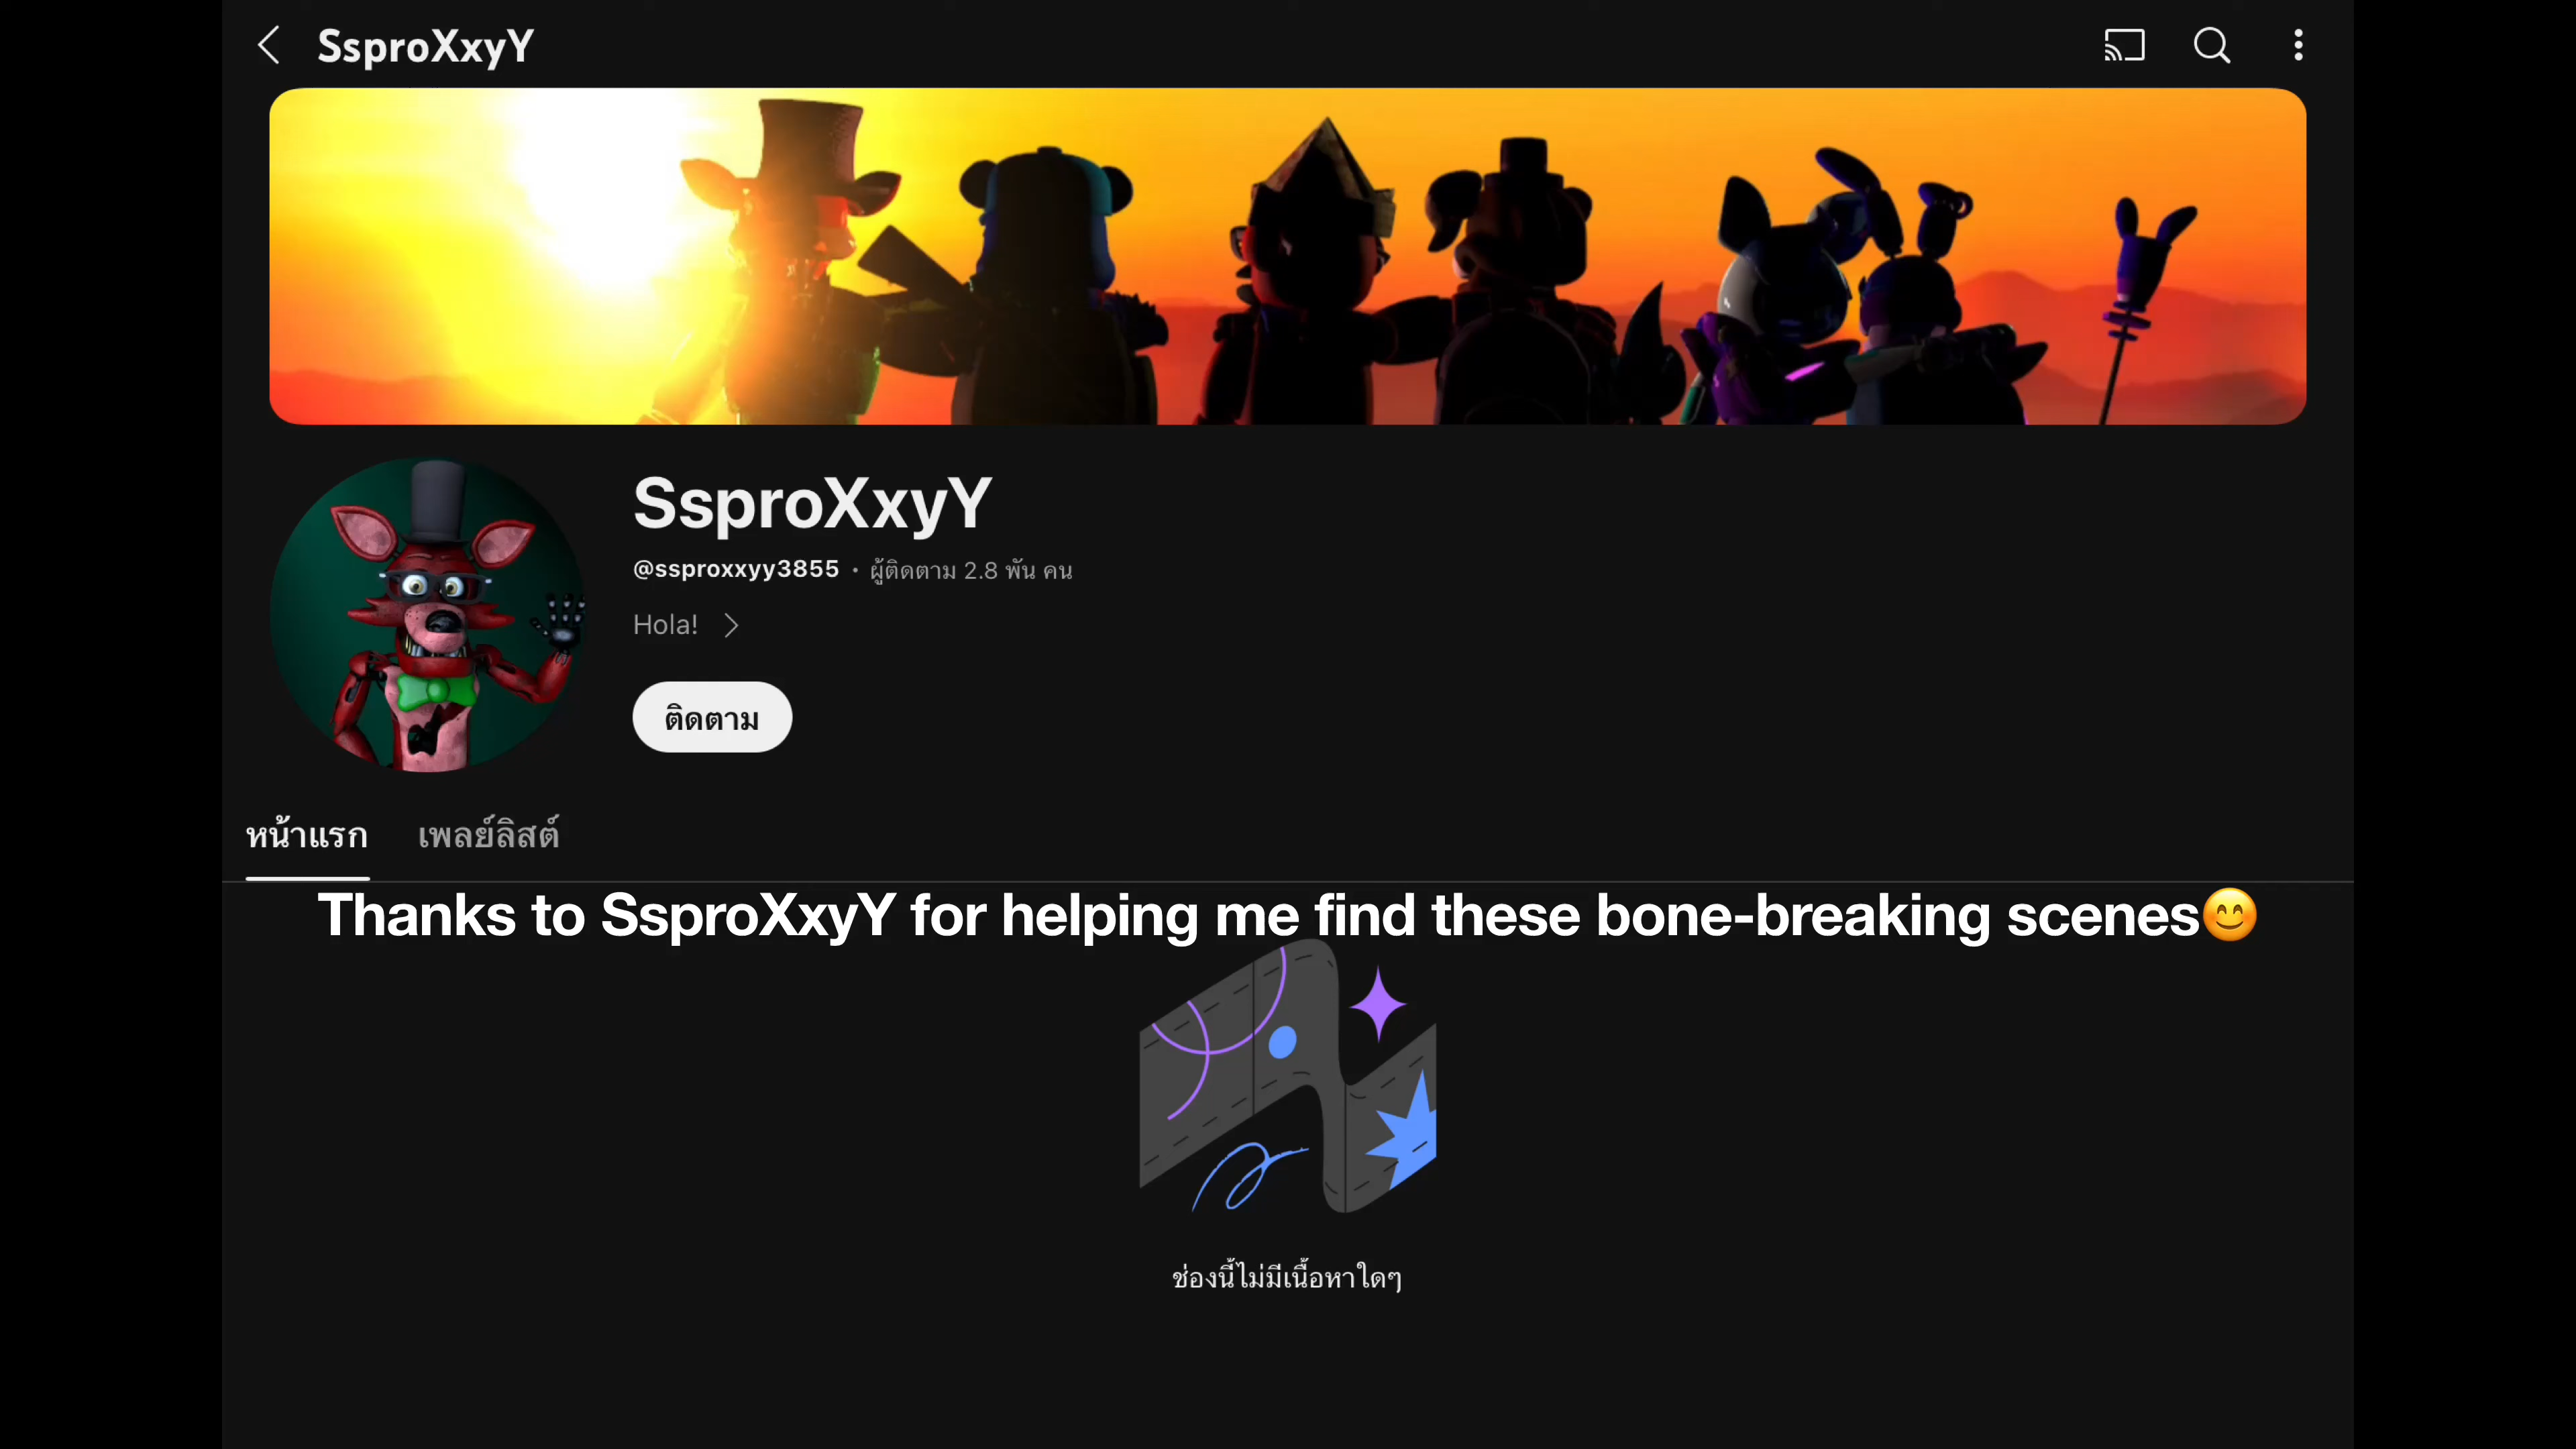 SsproXxyY
SsproXxyY
@ssproxxyy3855 • ผู้ติดตาม 2.8 พัน คน
Hola!
ติดตาม
หน้าแรก เพลย์ลิสต์
Thanks to SsproXxyY for helping me find these bone-breaking scenes😊
ช่องนี้ไม่มีเนื้อหาใดๆ